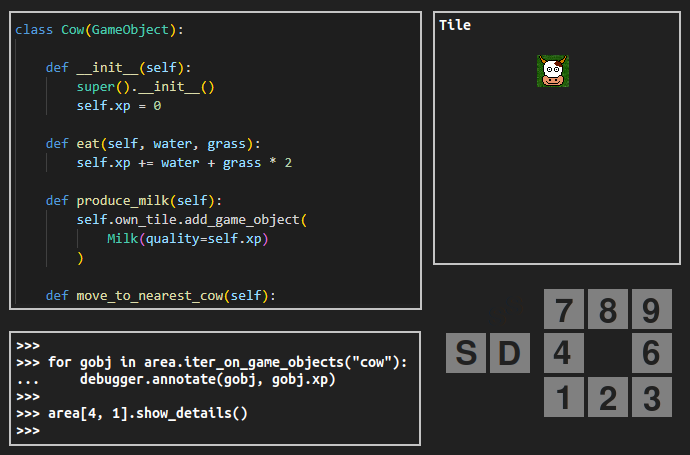 class Cow(GameObject):
def __init__(self):
super().__init__()
self.xp = 0
def eat(self, water, grass):
self.xp += water + grass * 2
def produce_milk(self):
self.own_tile.add_game_object(
Milk(quality=self.xp)
)
def move_to_nearest_cow(self):
>>>
>>> for gobj in area.iter_on_game_objects("cow"):
...     debugger.annotate(gobj, gobj.xp)
>>>
>>> area[4, 1].show_details()
>>>
Tile
7 8 9
S D 4 6
1 2 3